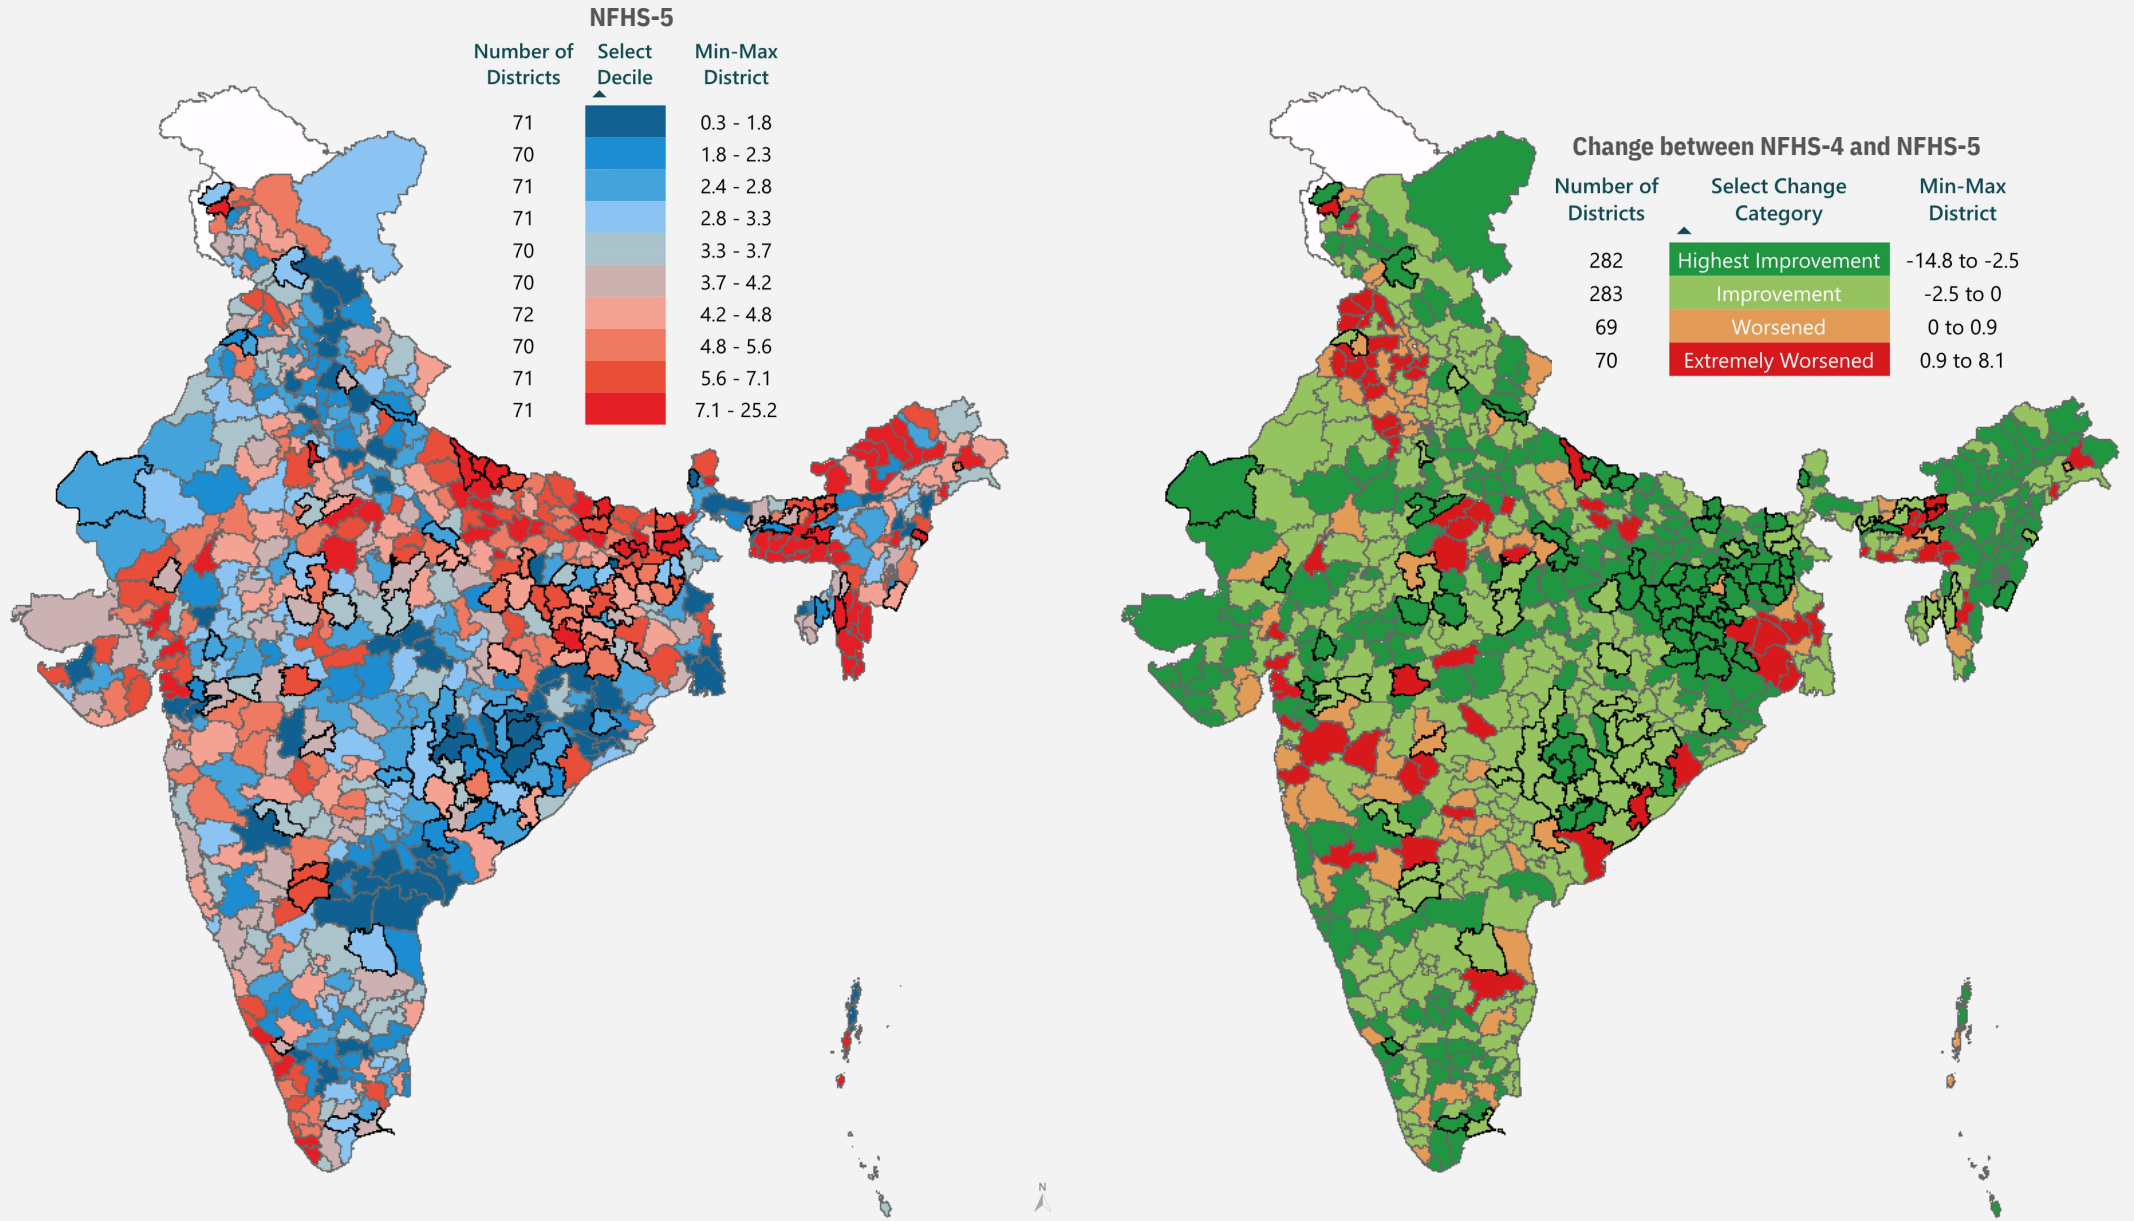 NFHS-5
Number of Districts
Select Decile
Min-Max District
71 0.3 - 1.8
70 1.8 - 2.3
71 2.4 - 2.8
71 2.8 - 3.3
70 3.3 - 3.7
70 3.7 - 4.2
72 4.2 - 4.8
70 4.8 - 5.6
71 5.6 - 7.1
71 7.1 - 25.2
Change between NFHS-4 and NFHS-5
Number of Districts
Select Change Category
Min-Max District
282 Highest Improvement -14.8 to -2.5
283 Improvement -2.5 to 0
69 Worsened 0 to 0.9
70 Extremely Worsened 0.9 to 8.1
N